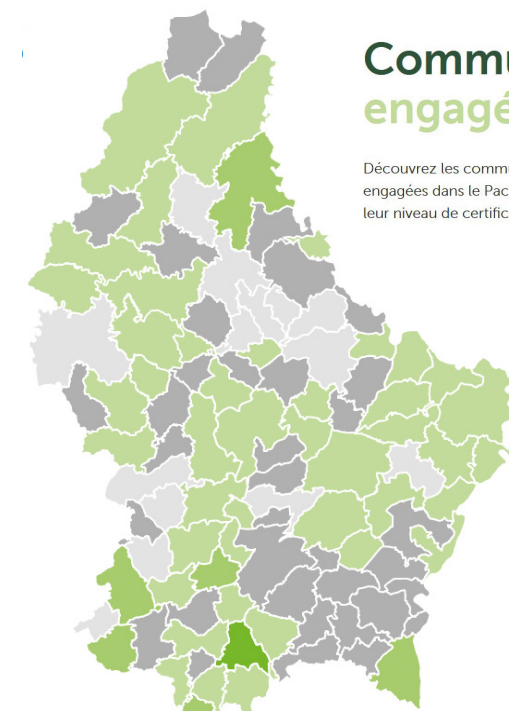 Commu
engagé
Découvrez les commu
engagées dans le Pac
leur niveau de certific